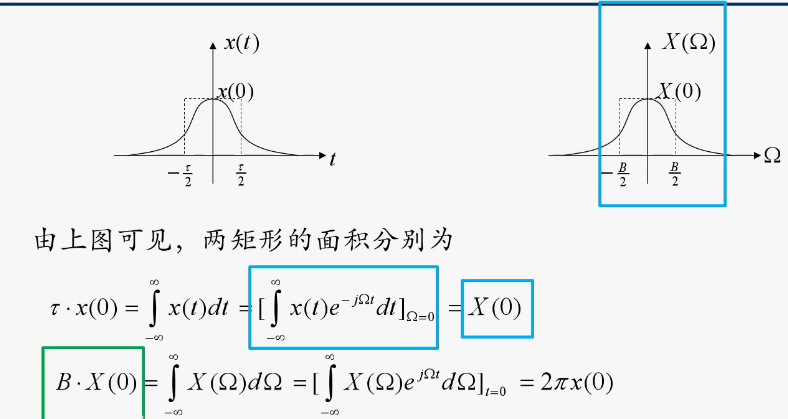 x(t)
X(Ω)
x(0)
X(0)
t
Ω
−τ/2 τ/2
−B/2 B/2
由上图可见，两矩形的面积分别为
τ·x(0) = ∫_{−∞}^{∞} x(t)dt = [∫_{−∞}^{∞} x(t)e^{−jΩt}dt]_{Ω=0} = X(0)
B·X(0) = ∫_{−∞}^{∞} X(Ω)dΩ = [∫_{−∞}^{∞} X(Ω)e^{jΩt}dΩ]_{t=0} = 2πx(0)